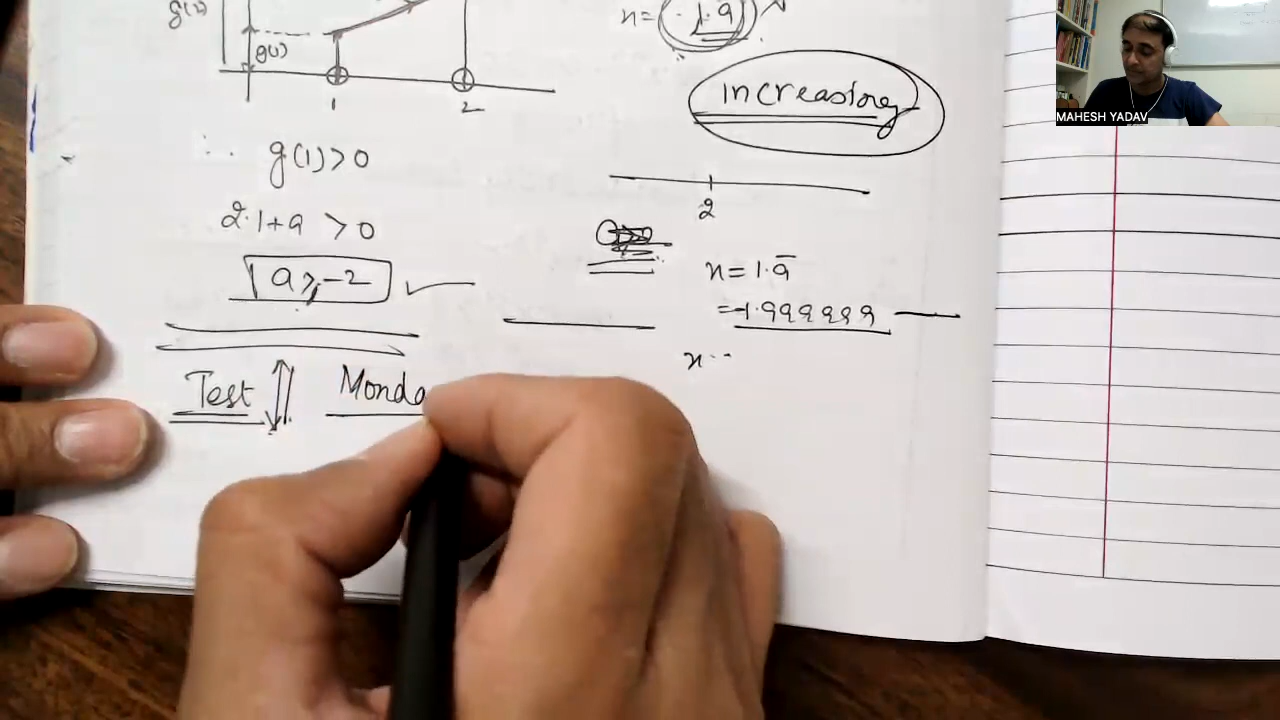 g(1)
1 2
∴ g(1) > 0
2·1+a > 0
a ≥ -2
Test Monda
x = 1.9
increasing
2
x = 1.9̅
= 1.999999
x
MAHESH YADAV